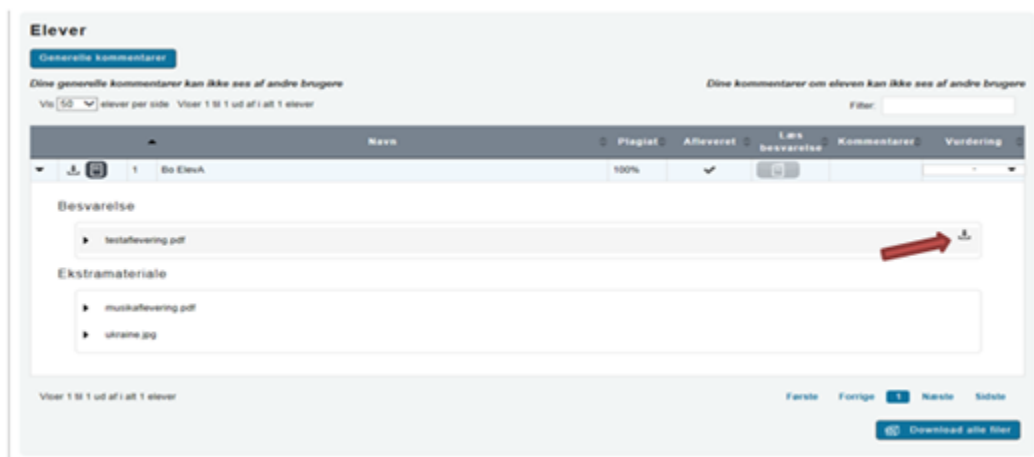 Elever
Generelle kommentarer
Dine generelle kommentarer kan ikke ses af andre brugere
Dine kommentarer om eleven kan ikke ses af andre brugere
Vis 50 elever per side Viser 1 til 1 ud af i alt 1 elever
Filter:
Navn Plagiat Afleveret Læs besvarelse Kommentarer Vurdering
1 Bo ElevA 100% -
Besvarelse
testaflevering.pdf
Ekstramateriale
musikaflevering.pdf
ukraine.jpg
Viser 1 til 1 ud af i alt 1 elever
Første Forrige 1 Næste Sidste
Download alle filer